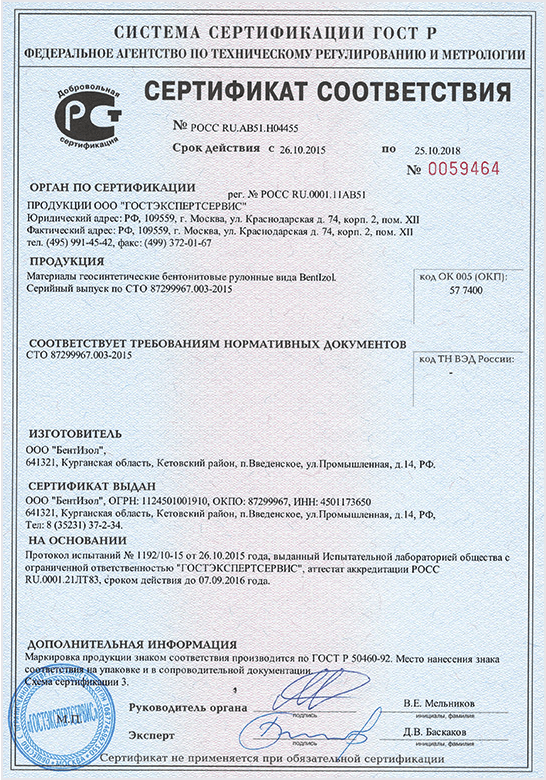 СИСТЕМА СЕРТИФИКАЦИИ ГОСТ Р
ФЕДЕРАЛЬНОЕ АГЕНТСТВО ПО ТЕХНИЧЕСКОМУ РЕГУЛИРОВАНИЮ И МЕТРОЛОГИИ
Добровольная
РСТ
сертификация
СЕРТИФИКАТ СООТВЕТСТВИЯ
№ РОСС RU.АВ51.Н04455
Срок действия с 26.10.2015 по 25.10.2018
№ 0059464
ОРГАН ПО СЕРТИФИКАЦИИ
рег. № РОСС RU.0001.11АВ51
ПРОДУКЦИИ ООО "ГОСТЭКСПЕРТСЕРВИС"
Юридический адрес: РФ, 109559, г. Москва, ул. Краснодарская д. 74, корп. 2, пом. XII
Фактический адрес: РФ, 109559, г. Москва, ул. Краснодарская д. 74, корп. 2, пом. XII
тел. (495) 991-45-42, факс: (499) 372-01-67
ПРОДУКЦИЯ
Материалы геосинтетические бентонитовые рулонные вида BentIzol.
Серийный выпуск по СТО 87299967.003-2015
код ОК 005 (ОКП):
57 7400
СООТВЕТСТВУЕТ ТРЕБОВАНИЯМ НОРМАТИВНЫХ ДОКУМЕНТОВ
СТО 87299967.003-2015
код ТН ВЭД России:
-
ИЗГОТОВИТЕЛЬ
ООО "БентИзол".
641321, Курганская область, Кетовский район, п.Введенское, ул.Промышленная, д.14, РФ.
СЕРТИФИКАТ ВЫДАН
ООО "БентИзол", ОГРН: 1124501001910, ОКПО: 87299967, ИНН: 4501173650
641321, Курганская область, Кетовский район, п.Введенское, ул.Промышленная, д.14, РФ,
Тел: 8 (35231) 37-2-34.
НА ОСНОВАНИИ
Протокол испытаний № 1192/10-15 от 26.10.2015 года, выданный Испытательной лабораторией общества с
ограниченной ответственностью "ГОСТЭКСПЕРТСЕРВИС", аттестат аккредитации РОСС
RU.0001.21ЛТ83, сроком действия до 07.09.2016 года.
ДОПОЛНИТЕЛЬНАЯ ИНФОРМАЦИЯ
Маркировка продукции знаком соответствия производится по ГОСТ Р 50460-92. Место нанесения знака
соответствия на упаковке и в сопроводительной документации.
Схема сертификации 3.
Руководитель органа
подпись
В.Е. Мельников
инициалы, фамилия
М.П.
"ГОСТЭКСПЕРТСЕРВИС"
Эксперт
подпись
Д.В. Баскаков
инициалы, фамилия
Сертификат не применяется при обязательной сертификации